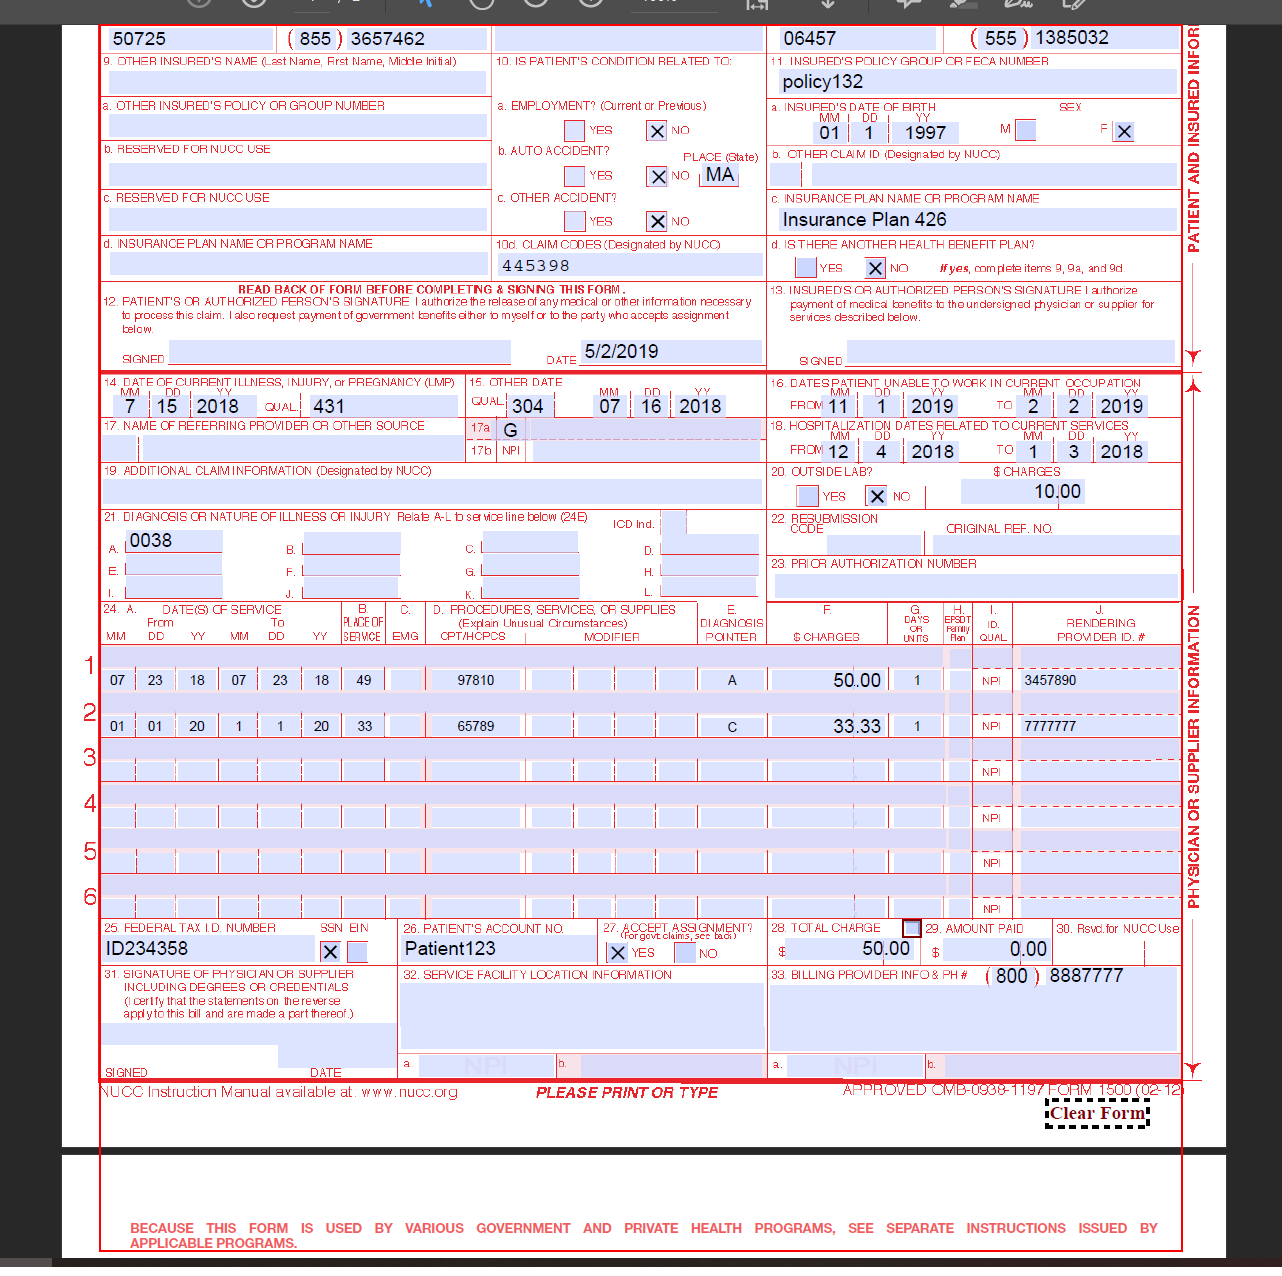 50725 ( 855 ) 3657462 06457 ( 555 ) 1385032
9. OTHER INSURED'S NAME (Last Name, First Name, Middle Initial)
10. IS PATIENT'S CONDITION RELATED TO:
11. INSURED'S POLICY GROUP OR FECA NUMBER
policy132
a. OTHER INSURED'S POLICY OR GROUP NUMBER
a. EMPLOYMENT? (Current or Previous)
YES X NO
a. INSURED'S DATE OF BIRTH SEX
MM DD YY
01 1 1997 M F X
b. RESERVED FOR NUCC USE
b. AUTO ACCIDENT? PLACE (State)
YES X NO MA
b. OTHER CLAIM ID (Designated by NUCC)
c. RESERVED FOR NUCC USE
c. OTHER ACCIDENT?
YES X NO
c. INSURANCE PLAN NAME OR PROGRAM NAME
Insurance Plan 426
d. INSURANCE PLAN NAME OR PROGRAM NAME
10d. CLAIM CODES (Designated by NUCC)
445398
d. IS THERE ANOTHER HEALTH BENEFIT PLAN?
YES X NO If yes, complete items 9, 9a, and 9d.
READ BACK OF FORM BEFORE COMPLETING & SIGNING THIS FORM.
12. PATIENT'S OR AUTHORIZED PERSON'S SIGNATURE I authorize the release of any medical or other information necessary
to process this claim. I also request payment of government benefits either to myself or to the party who accepts assignment
below.
SIGNED DATE 5/2/2019
13. INSURED'S OR AUTHORIZED PERSON'S SIGNATURE I authorize
payment of medical benefits to the undersigned physician or supplier for
services described below.
SIGNED
PATIENT AND INSURED INFOR
14. DATE OF CURRENT ILLNESS, INJURY, or PREGNANCY (LMP)
MM DD YY
7 15 2018 QUAL. 431
15. OTHER DATE
QUAL. 304 MM DD YY
07 16 2018
16. DATES PATIENT UNABLE TO WORK IN CURRENT OCCUPATION
MM DD YY MM DD YY
FROM 11 1 2019 TO 2 2 2019
17. NAME OF REFERRING PROVIDER OR OTHER SOURCE
17a. G
17b. NPI
18. HOSPITALIZATION DATES RELATED TO CURRENT SERVICES
MM DD YY MM DD YY
FROM 12 4 2018 TO 1 3 2018
19. ADDITIONAL CLAIM INFORMATION (Designated by NUCC)
20. OUTSIDE LAB? $ CHARGES
YES X NO 10.00
21. DIAGNOSIS OR NATURE OF ILLNESS OR INJURY Relate A-L to service line below (24E) ICD Ind.
A. 0038 B. C. D.
E. F. G. H.
I. J. K. L.
22. RESUBMISSION
CODE ORIGINAL REF. NO.
23. PRIOR AUTHORIZATION NUMBER
24. A. DATE(S) OF SERVICE B. C. D. PROCEDURES, SERVICES, OR SUPPLIES E. F. G. H. I. J.
From To PLACE OF (Explain Unusual Circumstances) DIAGNOSIS DAYS OR UNITS EPSDT Family Plan ID. RENDERING
MM DD YY MM DD YY SERVICE EMG CPT/HCPCS MODIFIER POINTER $ CHARGES QUAL. PROVIDER ID. #
1
07 23 18 07 23 18 49 97810 A 50.00 1 NPI 3457890
2
01 01 20 1 1 20 33 65789 C 33.33 1 NPI 7777777
3
NPI
4
NPI
5
NPI
6
NPI
25. FEDERAL TAX I.D. NUMBER SSN EIN
ID234358 X
26. PATIENT'S ACCOUNT NO.
Patient123
27. ACCEPT ASSIGNMENT?
(For govt. claims, see back)
X YES NO
28. TOTAL CHARGE
$ 50.00
29. AMOUNT PAID
$ 0.00
30. Rsvd.for NUCC Use
31. SIGNATURE OF PHYSICIAN OR SUPPLIER
INCLUDING DEGREES OR CREDENTIALS
(I certify that the statements on the reverse
apply to this bill and are made a part thereof.)
SIGNED DATE
32. SERVICE FACILITY LOCATION INFORMATION
a. NPI b.
33. BILLING PROVIDER INFO & PH # ( 800 ) 8887777
a. NPI b.
PHYSICIAN OR SUPPLIER INFORMATION
NUCC Instruction Manual available at: www.nucc.org PLEASE PRINT OR TYPE APPROVED OMB-0938-1197 FORM 1500 (02-12)
Clear Form
BECAUSE THIS FORM IS USED BY VARIOUS GOVERNMENT AND PRIVATE HEALTH PROGRAMS, SEE SEPARATE INSTRUCTIONS ISSUED BY
APPLICABLE PROGRAMS.